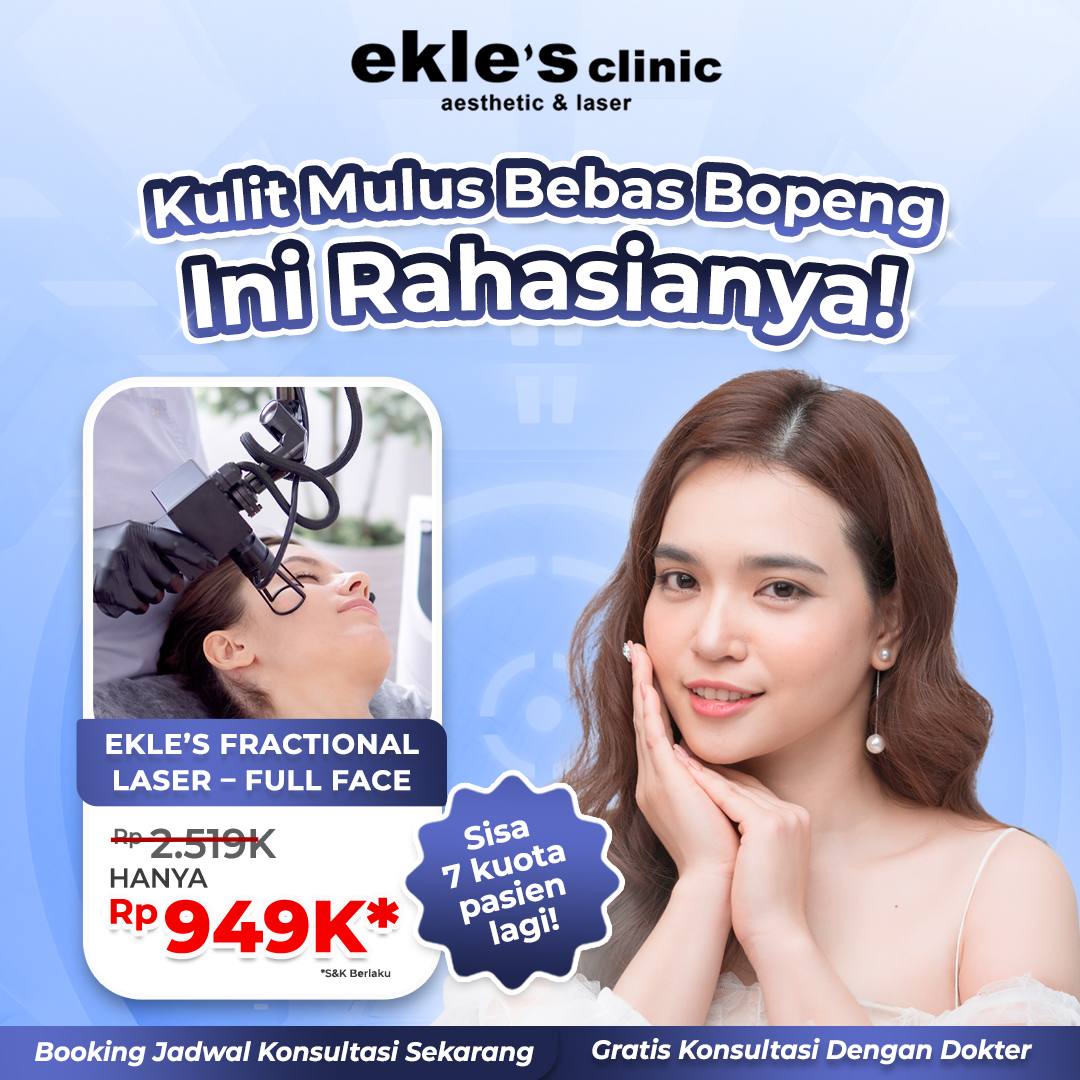 ekle's clinic
aesthetic & laser
Kulit Mulus Bebas Bopeng
Ini Rahasianya!
EKLE'S FRACTIONAL
LASER – FULL FACE
Rp 2.519K
HANYA
Rp 949K*
*S&K Berlaku
Sisa
7 kuota
pasien
lagi!
Booking Jadwal Konsultasi Sekarang
Gratis Konsultasi Dengan Dokter